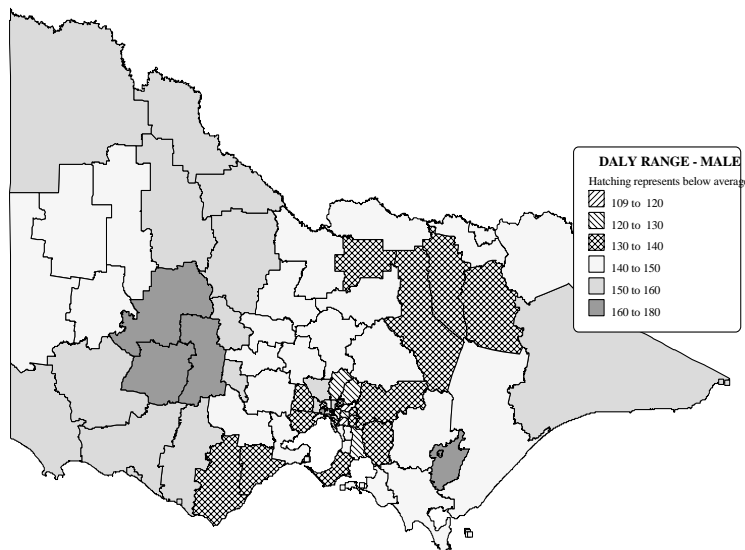 DALY RANGE - MALE
Hatching represents below average
109 to 120
120 to 130
130 to 140
140 to 150
150 to 160
160 to 180